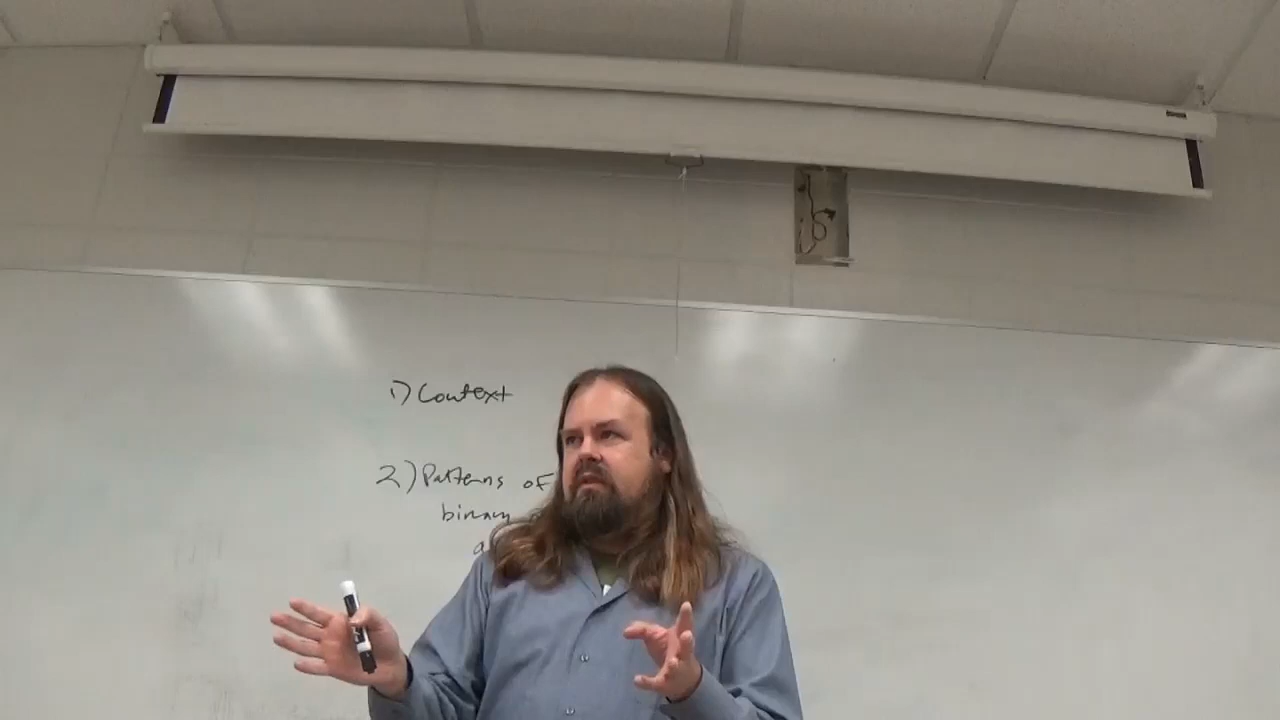 1) Context
2) Patterns of
binary